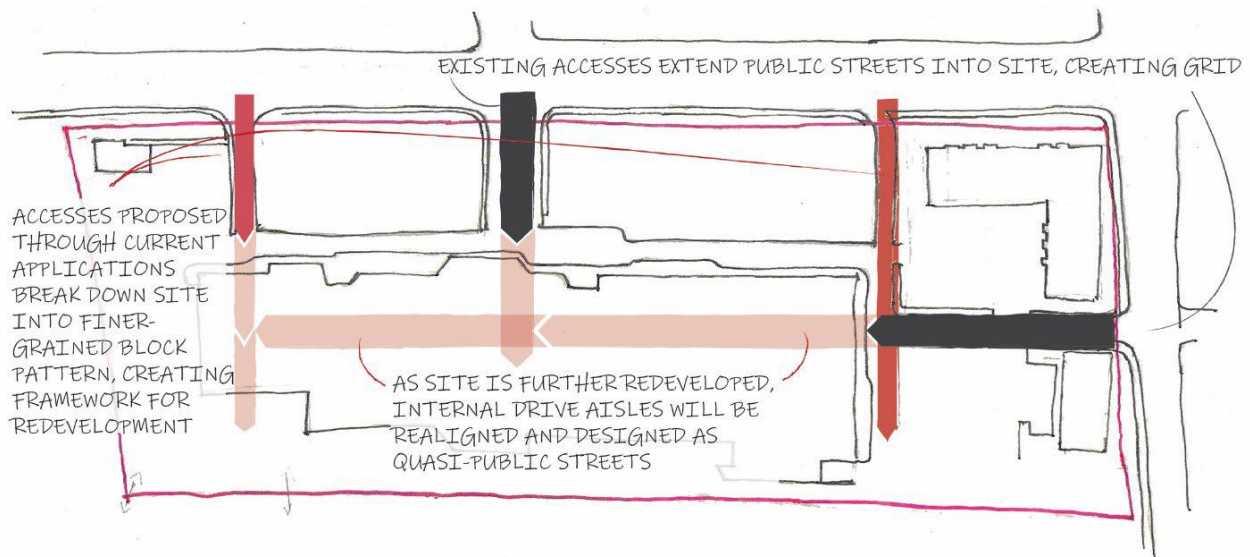 EXISTING ACCESSES EXTEND PUBLIC STREETS INTO SITE, CREATING GRID
ACCESSES PROPOSED
THROUGH CURRENT
APPLICATIONS
BREAK DOWN SITE
INTO FINER-
GRAINED BLOCK
PATTERN, CREATING
FRAMEWORK FOR
REDEVELOPMENT
AS SITE IS FURTHER REDEVELOPED,
INTERNAL DRIVE AISLES WILL BE
REALIGNED AND DESIGNED AS
QUASI-PUBLIC STREETS